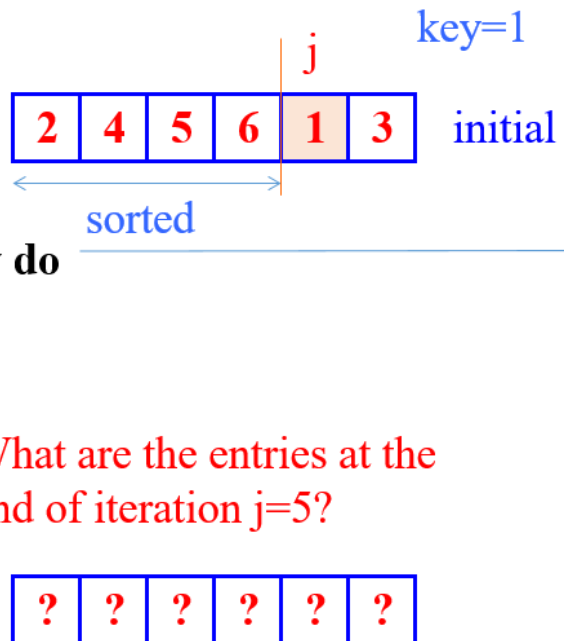 key=1
j
2 4 5 6 1 3 initial
sorted
do
hat are the entries at the
nd of iteration j=5?
? ? ? ? ? ?